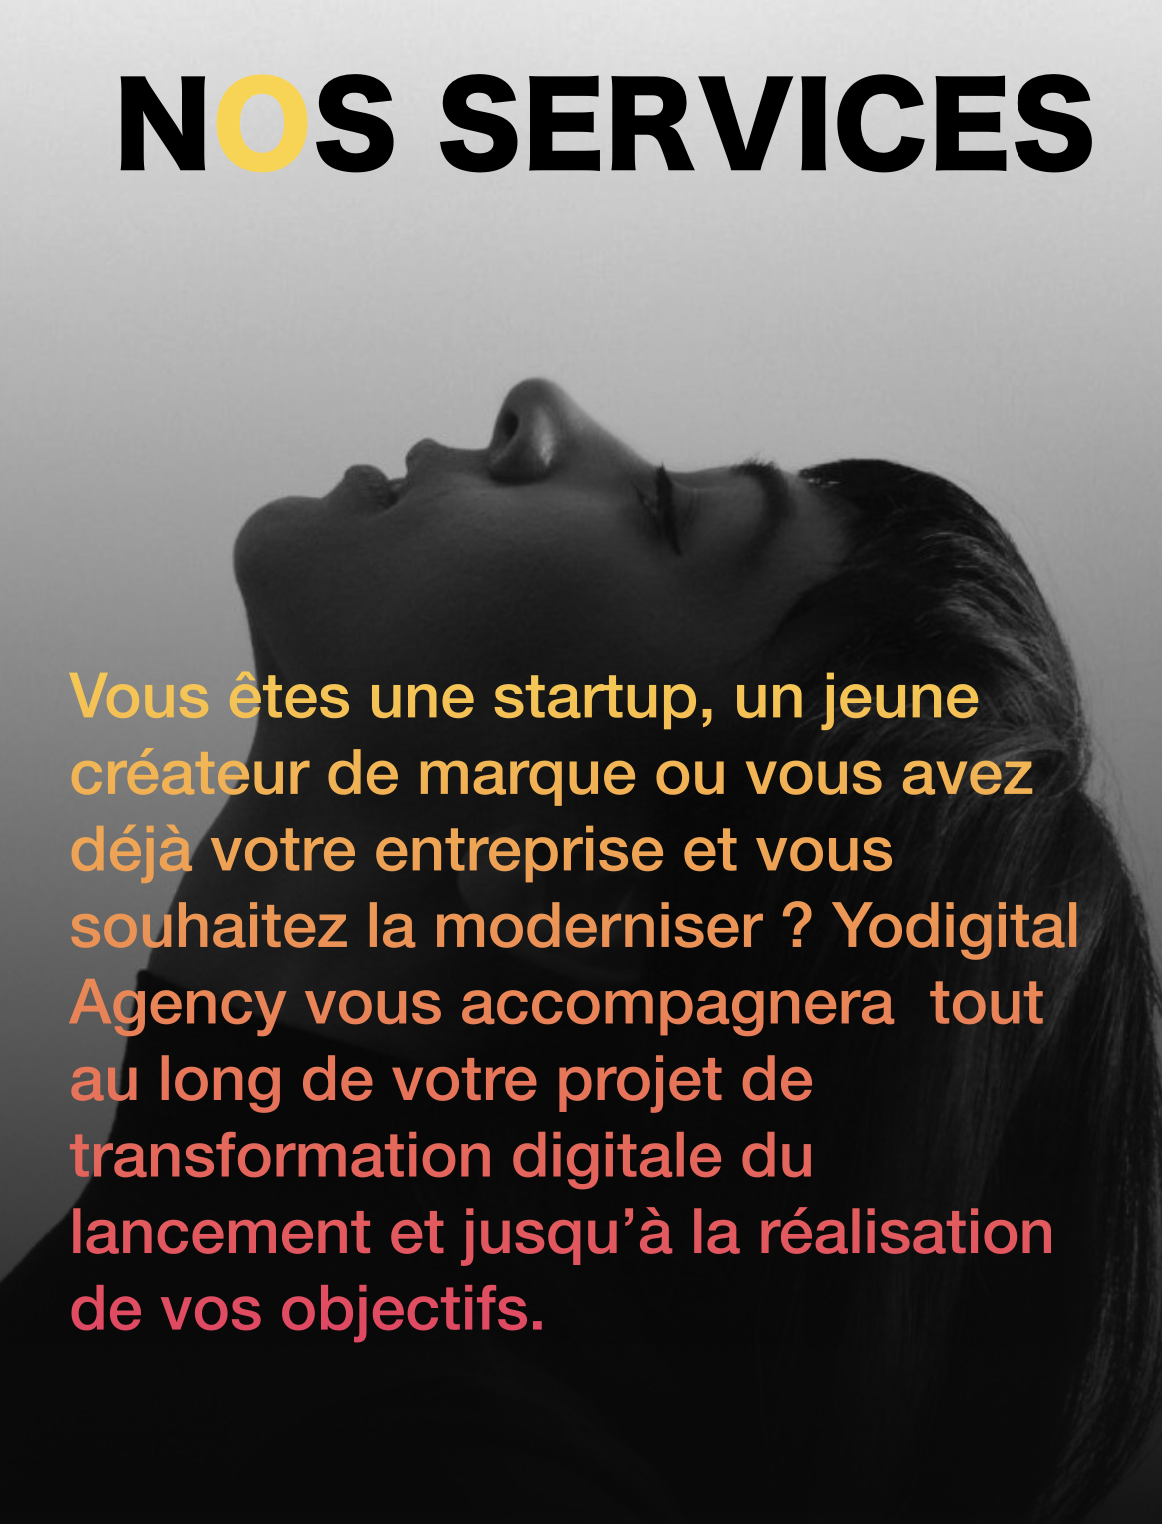 NOS SERVICES
Vous êtes une startup, un jeune
créateur de marque ou vous avez
déjà votre entreprise et vous
souhaitez la moderniser ? Yodigital
Agency vous accompagnera  tout
au long de votre projet de
transformation digitale du
lancement et jusqu’à la réalisation
de vos objectifs.